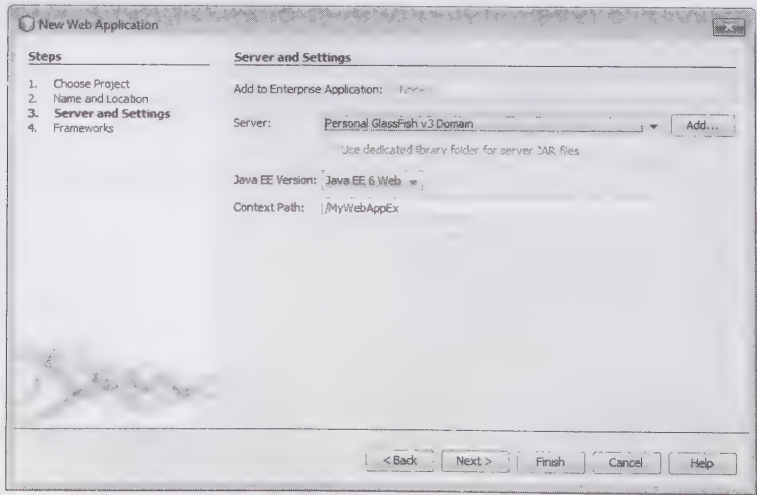 New Web Application
Steps
1. Choose Project
2. Name and Location
3. Server and Settings
4. Frameworks
Server and Settings
Add to Enterprise Application:
Server: Personal GlassFish v3 Domain Add...
Use dedicated library folder for server JAR files
Java EE Version: Java EE 6 Web
Context Path: /MyWebAppEx
< Back Next > Finish Cancel Help